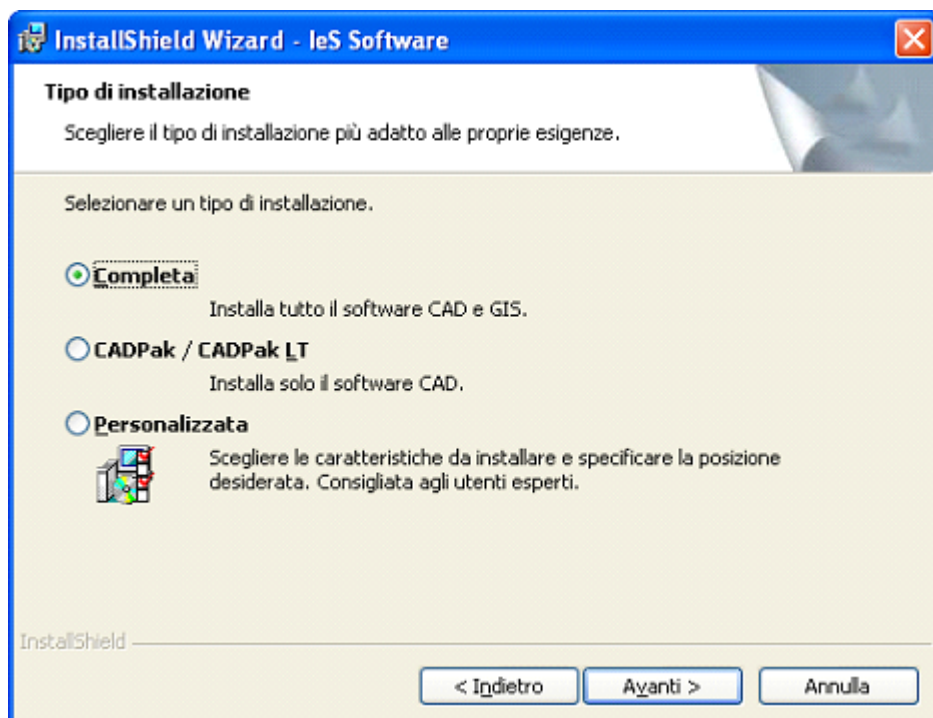 InstallShield Wizard - IeS Software
Tipo di installazione
Scegliere il tipo di installazione più adatto alle proprie esigenze.
Selezionare un tipo di installazione.
Completa
Installa tutto il software CAD e GIS.
CADPak / CADPak LT
Installa solo il software CAD.
Personalizzata
Scegliere le caratteristiche da installare e specificare la posizione
desiderata. Consigliata agli utenti esperti.
InstallShield
< Indietro
Avanti >
Annulla